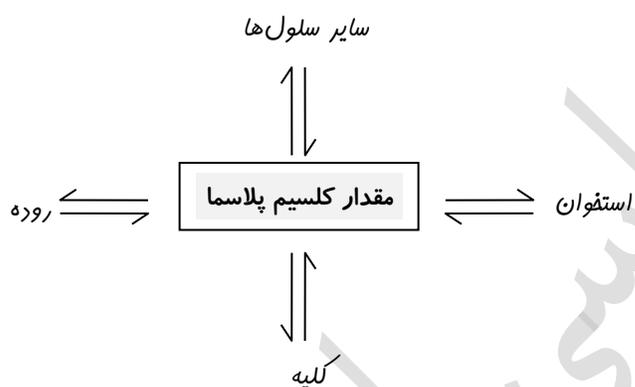 سایر سلول‌ها
مقدار کلسیم پلاسما
استخوان
روده
کلیه